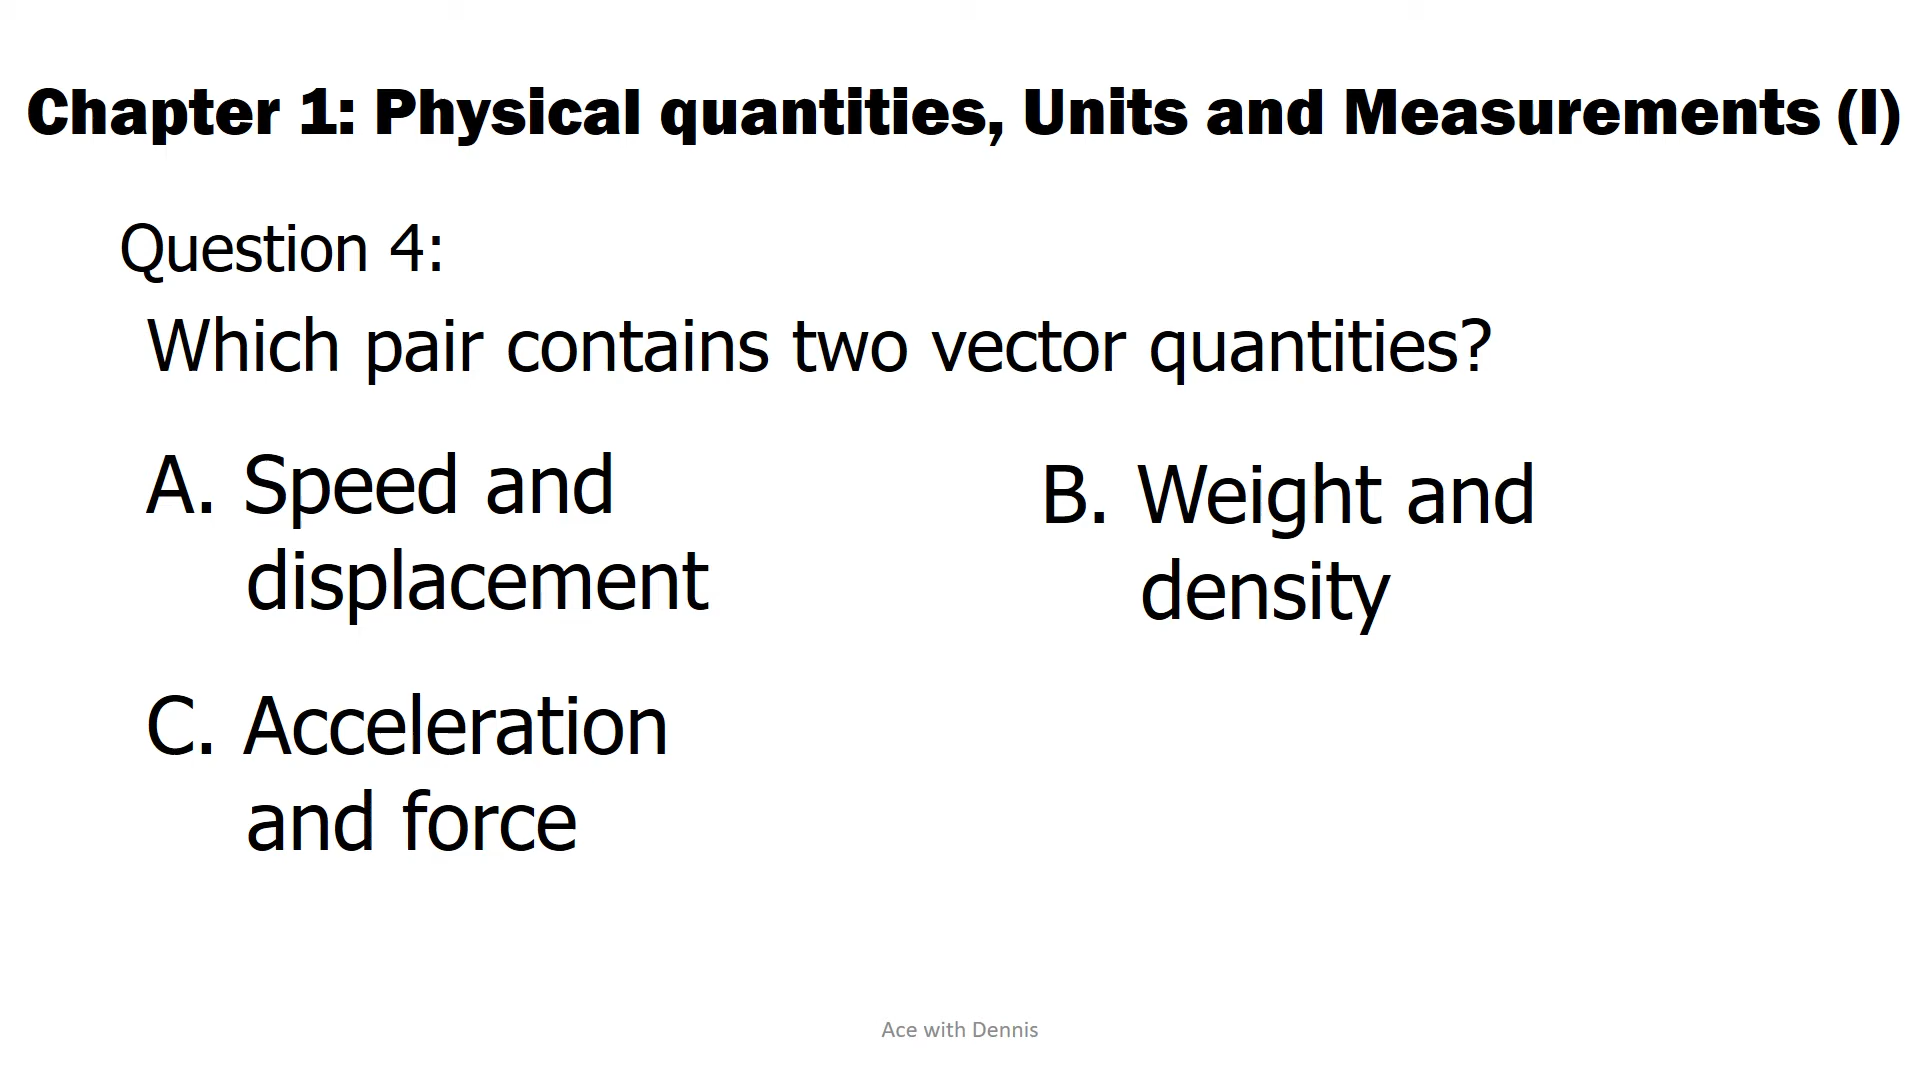 Chapter 1: Physical quantities, Units and Measurements (I)
Question 4:
Which pair contains two vector quantities?
A. Speed and
displacement
B. Weight and
density
C. Acceleration
and force
Ace with Dennis